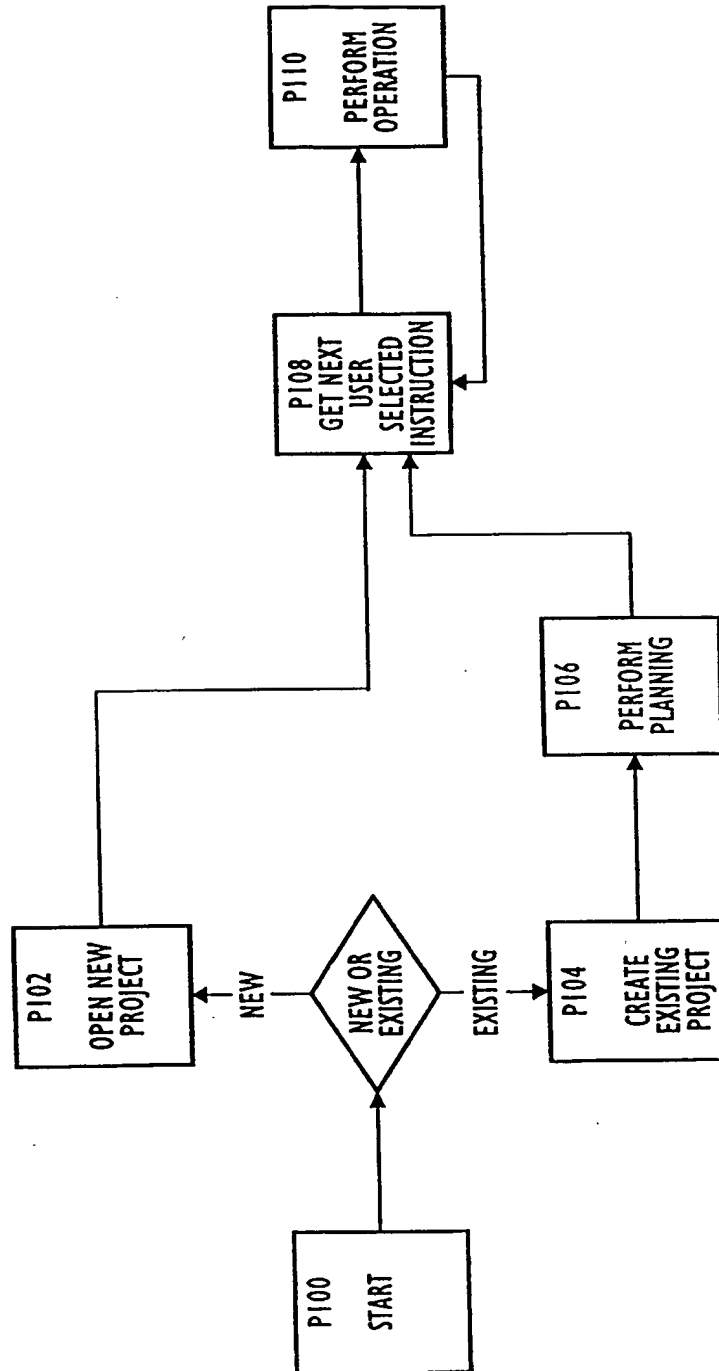 P100
START
NEW OR
EXISTING
NEW
EXISTING
P102
OPEN NEW
PROJECT
P104
CREATE
EXISTING
PROJECT
P106
PERFORM
PLANNING
P108
GET NEXT
USER
SELECTED
INSTRUCTION
P110
PERFORM
OPERATION